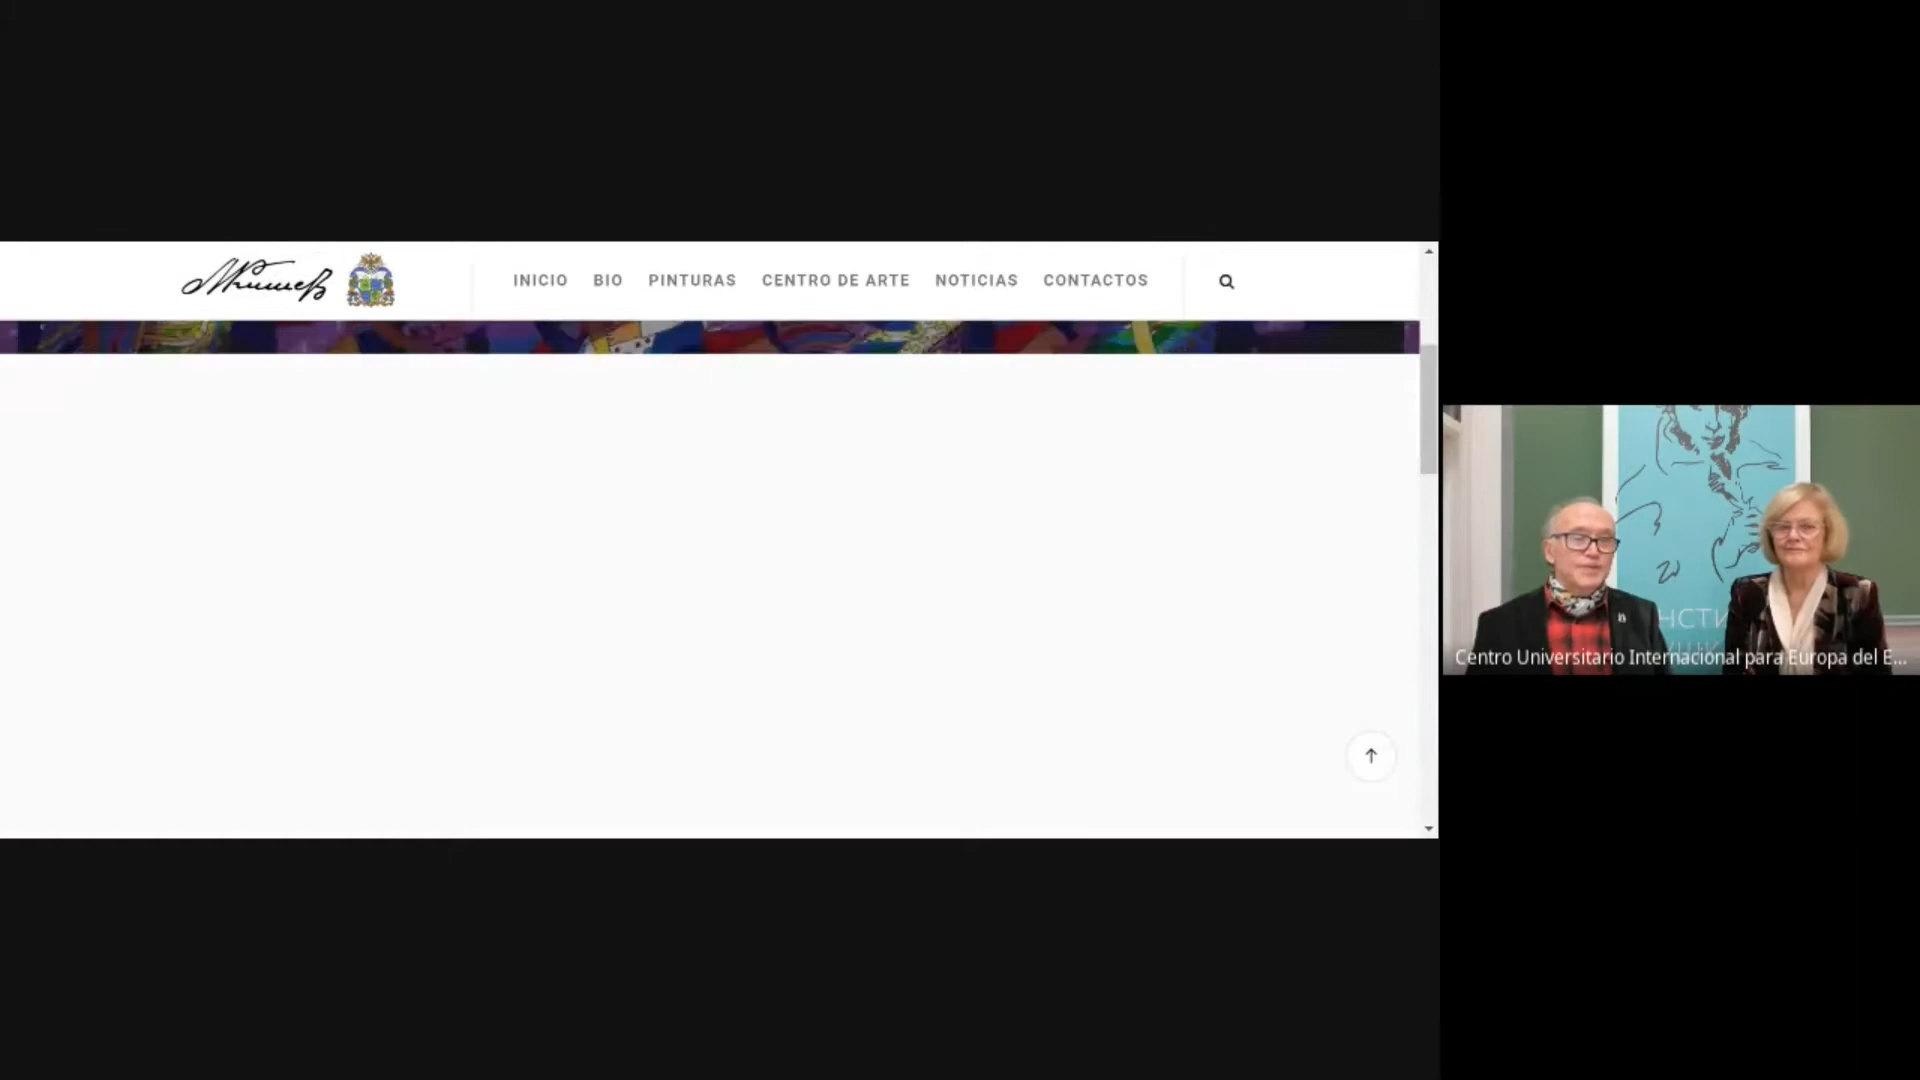 INICIO BIO PINTURAS CENTRO DE ARTE NOTICIAS CONTACTOS
Centro Universitario Internacional para Europa del E...